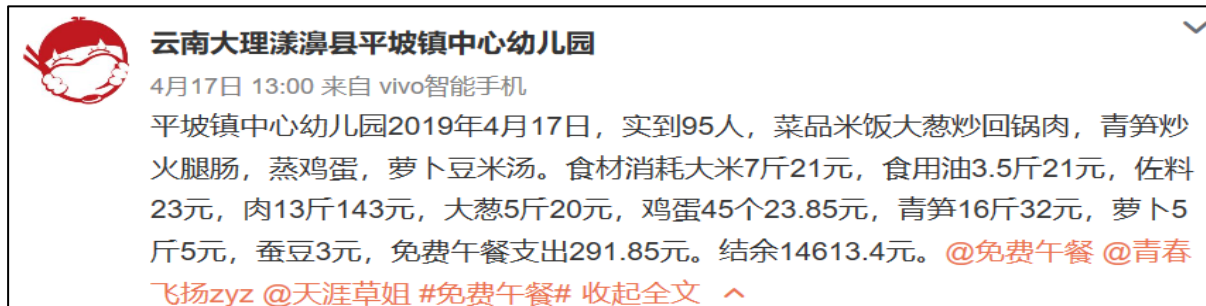 云南大理漾濞县平坡镇中心幼儿园
4月17日 13:00 来自 vivo智能手机
平坡镇中心幼儿园2019年4月17日，实到95人，菜品米饭大葱炒回锅肉，青笋炒
火腿肠，蒸鸡蛋，萝卜豆米汤。食材消耗大米7斤21元，食用油3.5斤21元，佐料
23元，肉13斤143元，大葱5斤20元，鸡蛋45个23.85元，青笋16斤32元，萝卜5
斤5元，蚕豆3元，免费午餐支出291.85元。结余14613.4元。@免费午餐 @青春
飞扬zyz @天涯草姐 #免费午餐# 收起全文